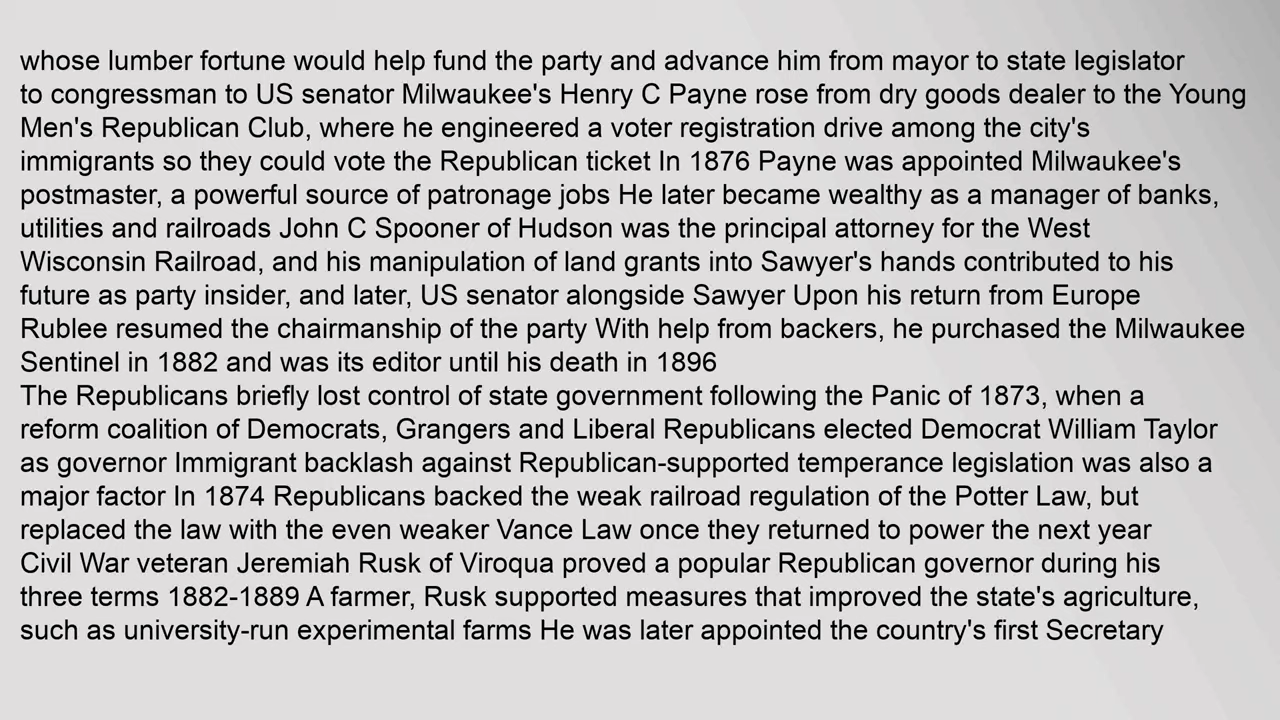 whose lumber fortune would help fund the party and advance him from mayor to state legislator
to congressman to US senator Milwaukee's Henry C Payne rose from dry goods dealer to the Young
Men's Republican Club, where he engineered a voter registration drive among the city's
immigrants so they could vote the Republican ticket In 1876 Payne was appointed Milwaukee's
postmaster, a powerful source of patronage jobs He later became wealthy as a manager of banks,
utilities and railroads John C Spooner of Hudson was the principal attorney for the West
Wisconsin Railroad, and his manipulation of land grants into Sawyer's hands contributed to his
future as party insider, and later, US senator alongside Sawyer Upon his return from Europe
Rublee resumed the chairmanship of the party With help from backers, he purchased the Milwaukee
Sentinel in 1882 and was its editor until his death in 1896
The Republicans briefly lost control of state government following the Panic of 1873, when a
reform coalition of Democrats, Grangers and Liberal Republicans elected Democrat William Taylor
as governor Immigrant backlash against Republican-supported temperance legislation was also a
major factor In 1874 Republicans backed the weak railroad regulation of the Potter Law, but
replaced the law with the even weaker Vance Law once they returned to power the next year
Civil War veteran Jeremiah Rusk of Viroqua proved a popular Republican governor during his
three terms 1882-1889 A farmer, Rusk supported measures that improved the state's agriculture,
such as university-run experimental farms He was later appointed the country's first Secretary